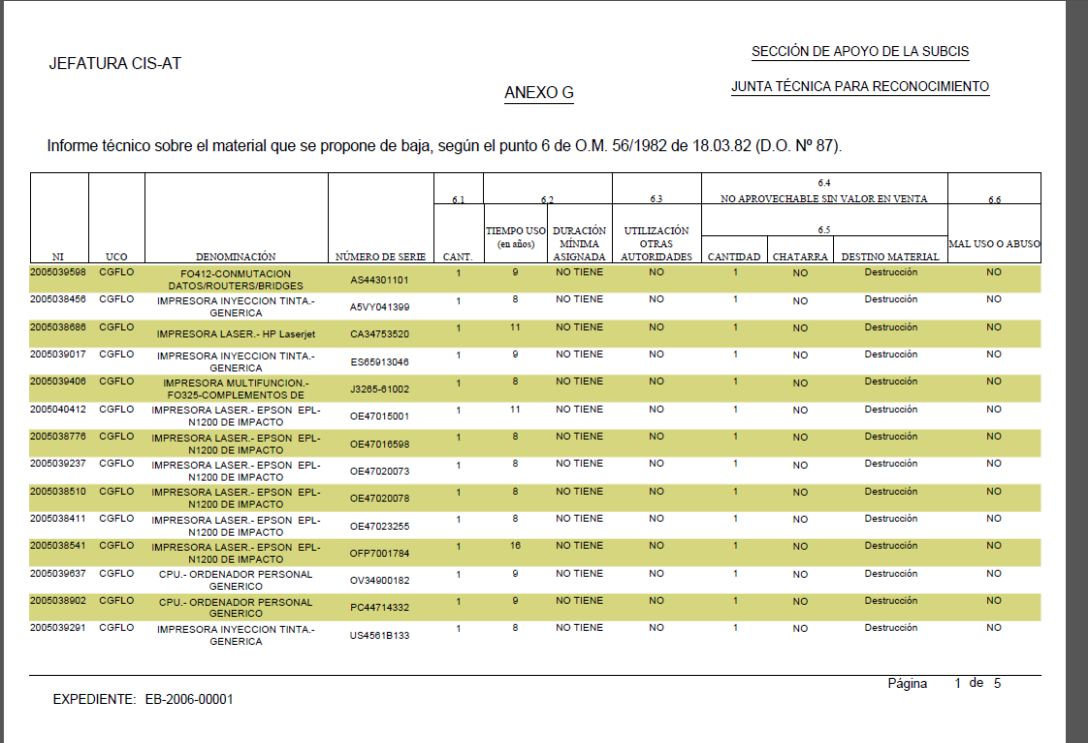 JEFATURA CIS-AT
SECCIÓN DE APOYO DE LA SUBCIS
JUNTA TÉCNICA PARA RECONOCIMIENTO
ANEXO G
Informe técnico sobre el material que se propone de baja, según el punto 6 de O.M. 56/1982 de 18.03.82 (D.O. Nº 87).
6.1 6.2 6.3 6.4 6.6
NO APROVECHABLE SIN VALOR EN VENTA
6.5
NI UCO DENOMINACIÓN NÚMERO DE SERIE CANT. TIEMPO USO (en años) DURACIÓN MÍNIMA ASIGNADA UTILIZACIÓN OTRAS AUTORIDADES CANTIDAD CHATARRA DESTINO MATERIAL MAL USO O ABUSO
2005039598 CGFLO FO412-CONMUTACION DATOS/ROUTERS/BRIDGES AS44301101 1 9 NO TIENE NO 1 NO Destrucción NO
2005038456 CGFLO IMPRESORA INYECCION TINTA.- GENERICA A5VY041399 1 8 NO TIENE NO 1 NO Destrucción NO
2005038686 CGFLO IMPRESORA LASER.- HP Laserjet CA34753520 1 11 NO TIENE NO 1 NO Destrucción NO
2005039017 CGFLO IMPRESORA INYECCION TINTA.- GENERICA ES65913046 1 9 NO TIENE NO 1 NO Destrucción NO
2005039406 CGFLO IMPRESORA MULTIFUNCION.- FO325-COMPLEMENTOS DE J3265-61002 1 8 NO TIENE NO 1 NO Destrucción NO
2005040412 CGFLO IMPRESORA LASER.- EPSON EPL-N1200 DE IMPACTO OE47015001 1 11 NO TIENE NO 1 NO Destrucción NO
2005038776 CGFLO IMPRESORA LASER.- EPSON EPL-N1200 DE IMPACTO OE47016598 1 8 NO TIENE NO 1 NO Destrucción NO
2005039237 CGFLO IMPRESORA LASER.- EPSON EPL-N1200 DE IMPACTO OE47020073 1 8 NO TIENE NO 1 NO Destrucción NO
2005038510 CGFLO IMPRESORA LASER.- EPSON EPL-N1200 DE IMPACTO OE47020078 1 8 NO TIENE NO 1 NO Destrucción NO
2005038411 CGFLO IMPRESORA LASER.- EPSON EPL-N1200 DE IMPACTO OE47023255 1 8 NO TIENE NO 1 NO Destrucción NO
2005038541 CGFLO IMPRESORA LASER.- EPSON EPL-N1200 DE IMPACTO OFP7001784 1 16 NO TIENE NO 1 NO Destrucción NO
2005039637 CGFLO CPU.- ORDENADOR PERSONAL GENERICO OV34900182 1 9 NO TIENE NO 1 NO Destrucción NO
2005038902 CGFLO CPU.- ORDENADOR PERSONAL GENERICO PC44714332 1 9 NO TIENE NO 1 NO Destrucción NO
2005039291 CGFLO IMPRESORA INYECCION TINTA.- GENERICA US4561B133 1 8 NO TIENE NO 1 NO Destrucción NO
Página 1 de 5
EXPEDIENTE: EB-2006-00001